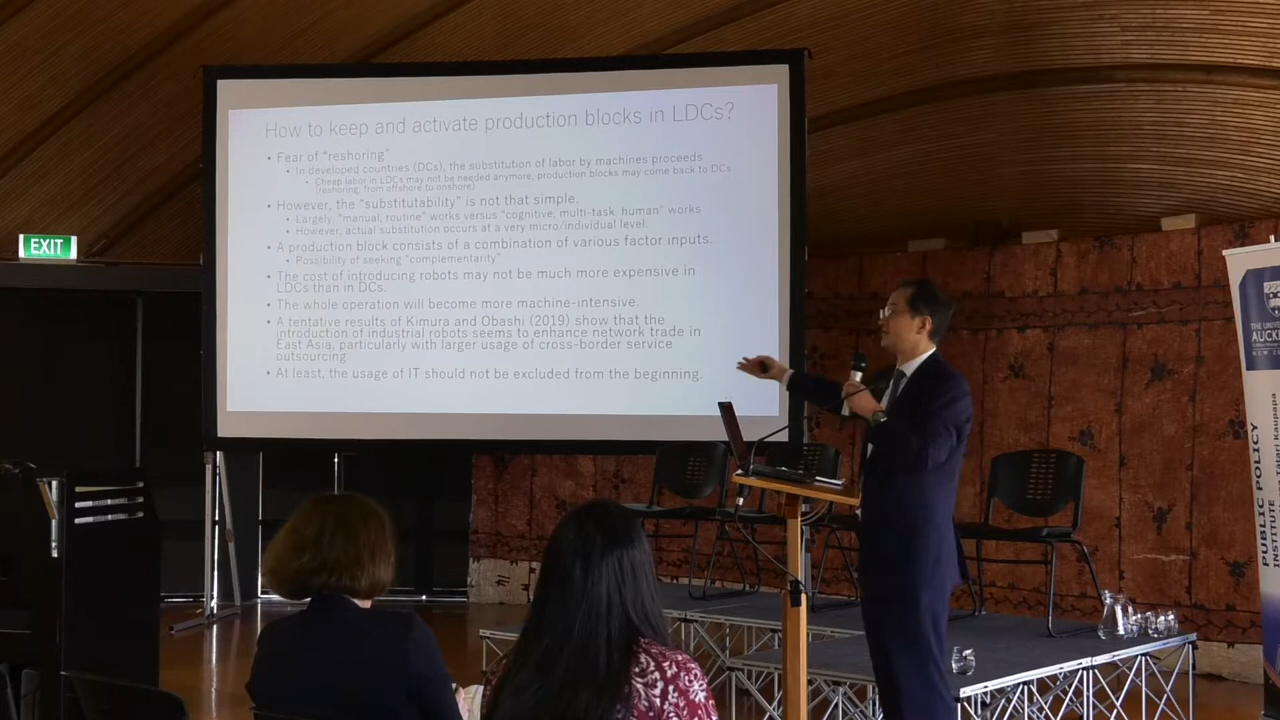 How to keep and activate production blocks in LDCs?
• Fear of "reshoring"
• In developed countries (DCs), the substitution of labor by machines proceeds
• Cheap labor in LDCs may not be needed anymore, production blocks may come back to DCs
(reshoring; from offshore to onshore)
• However, the "substitutability" is not that simple.
• Largely, "manual, routine" works versus "cognitive, multi-task, human" works
• However, actual substitution occurs at a very micro/individual level.
• A production block consists of a combination of various factor inputs.
• Possibility of seeking "complementarity"
• The cost of introducing robots may not be much more expensive in
LDCs than in DCs.
• The whole operation will become more machine-intensive.
• A tentative results of Kimura and Obashi (2019) show that the
introduction of industrial robots seems to enhance network trade in
East Asia, particularly with larger usage of cross-border service
outsourcing
• At least, the usage of IT should not be excluded from the beginning.
EXIT
THE UNIVE
AUCK
NEW ZE
PUBLIC POLICY
INSTITUTE
Kaupapa